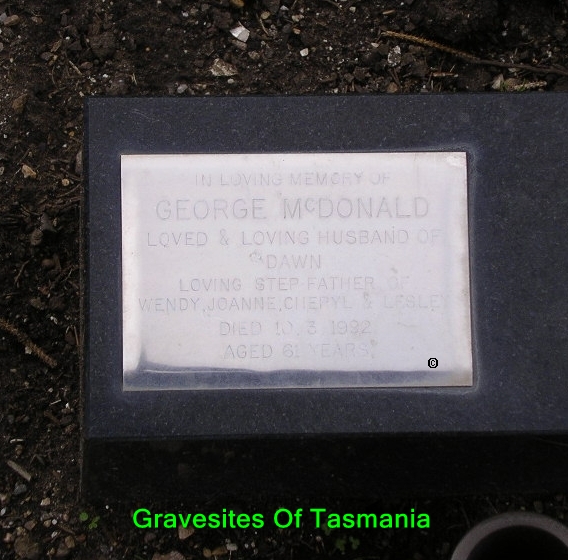 IN LOVING MEMORY OF
GEORGE McDONALD
LOVED & LOVING HUSBAND OF
DAWN
LOVING STEP FATHER OF
WENDY, JOANNE, CHERYL & LESLEY
DIED 10. 3. 1992
AGED 61 YEARS.
©
Gravesites Of Tasmania